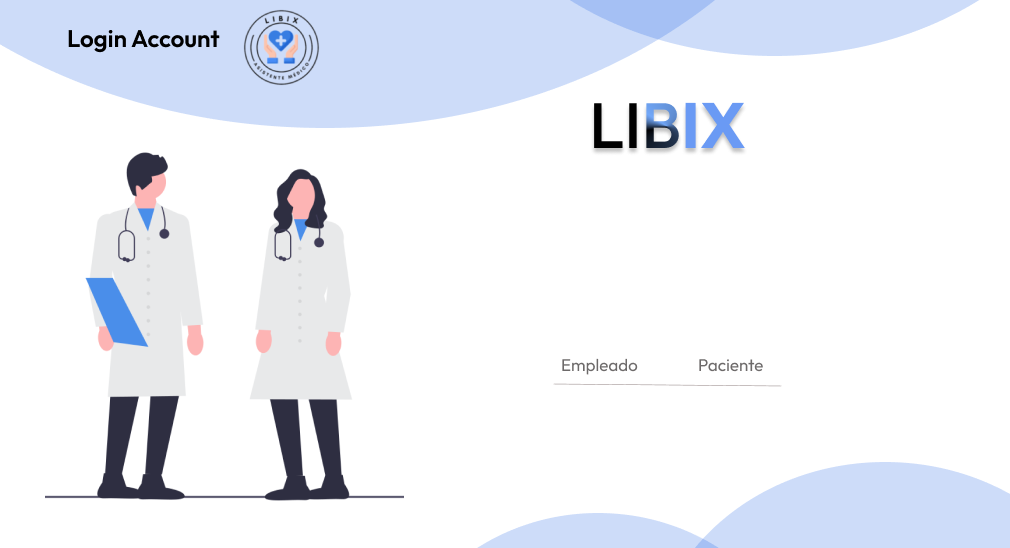 Login Account
LIBIX
ASISTENTE MEDICO
LIBIX
Empleado
Paciente